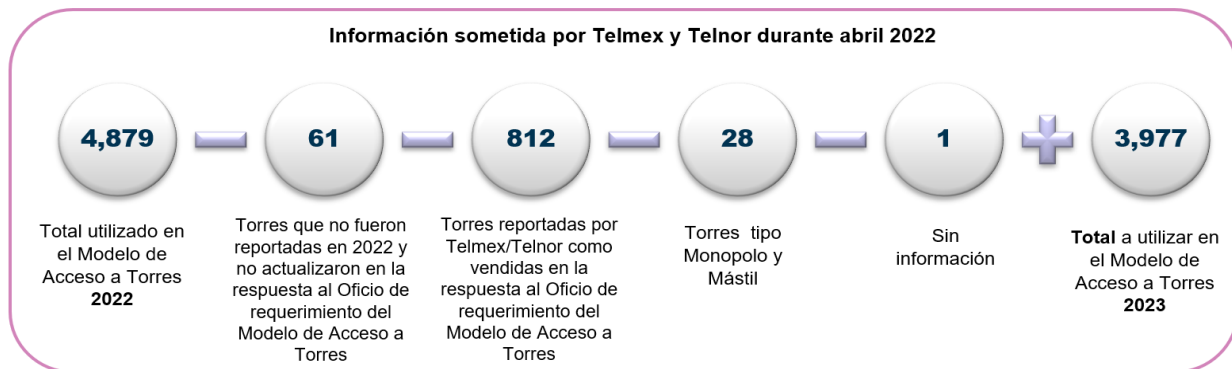 Información sometida por Telmex y Telnor durante abril 2022
4,879
61
812
28
1
3,977
Total utilizado en
el Modelo de
Acceso a Torres
2022
Torres que no fueron
reportadas en 2022 y
no actualizaron en la
respuesta al Oficio de
requerimiento del
Modelo de Acceso a
Torres
Torres reportadas por
Telmex/Telnor como
vendidas en la
respuesta al Oficio de
requerimiento del
Modelo de Acceso a
Torres
Torres tipo
Monopolo y
Mástil
Sin
información
Total a utilizar en
el Modelo de
Acceso a Torres
2023